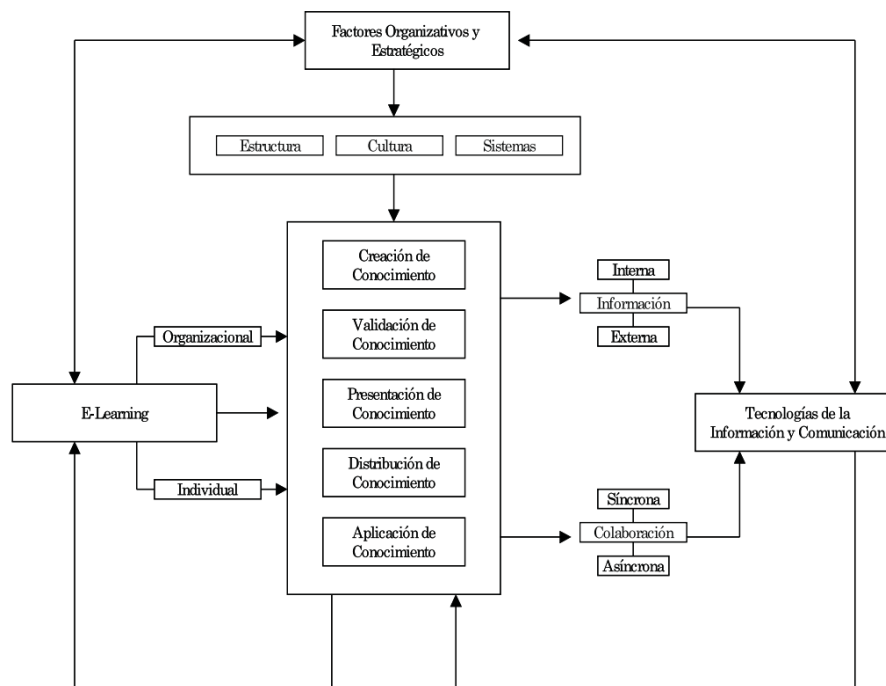 Factores Organizativos y
Estratégicos
Estructura
Cultura
Sistemas
Creación de
Conocimiento
Validación de
Conocimiento
Presentación de
Conocimiento
Distribución de
Conocimiento
Aplicación de
Conocimiento
Organizacional
E-Learning
Individual
Interna
Información
Externa
Tecnologías de la
Información y Comunicación
Síncrona
Colaboración
Asíncrona